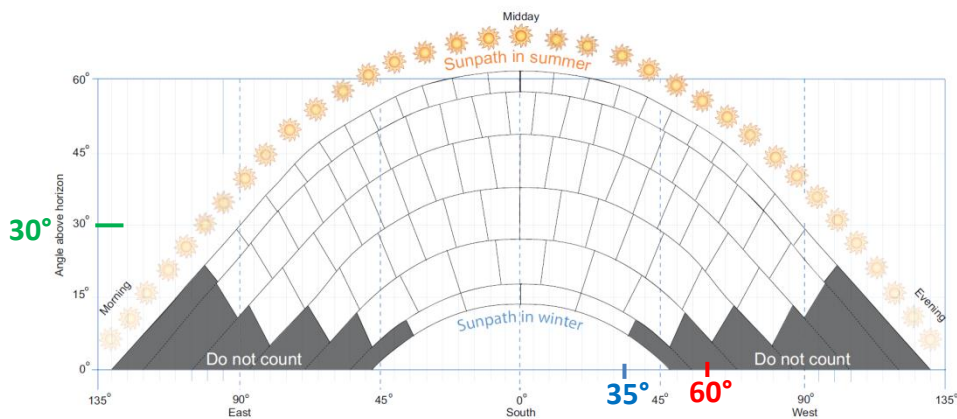 Midday
Sunpath in summer
60°
45°
30°
30°
15°
0°
Angle above horizon
Morning
Evening
Sunpath in winter
Do not count
Do not count
35°
60°
135°
90°
45°
0°
45°
90°
135°
East
South
West